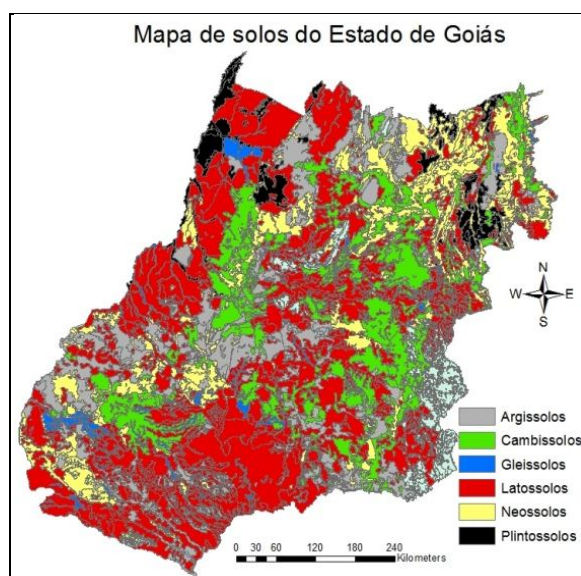 Mapa de solos do Estado de Goiás
N
W E
S
Argissolos
Cambissolos
Gleissolos
Latossolos
Neossolos
Plintossolos
0 15 30 60 120 180 240
Kilometers